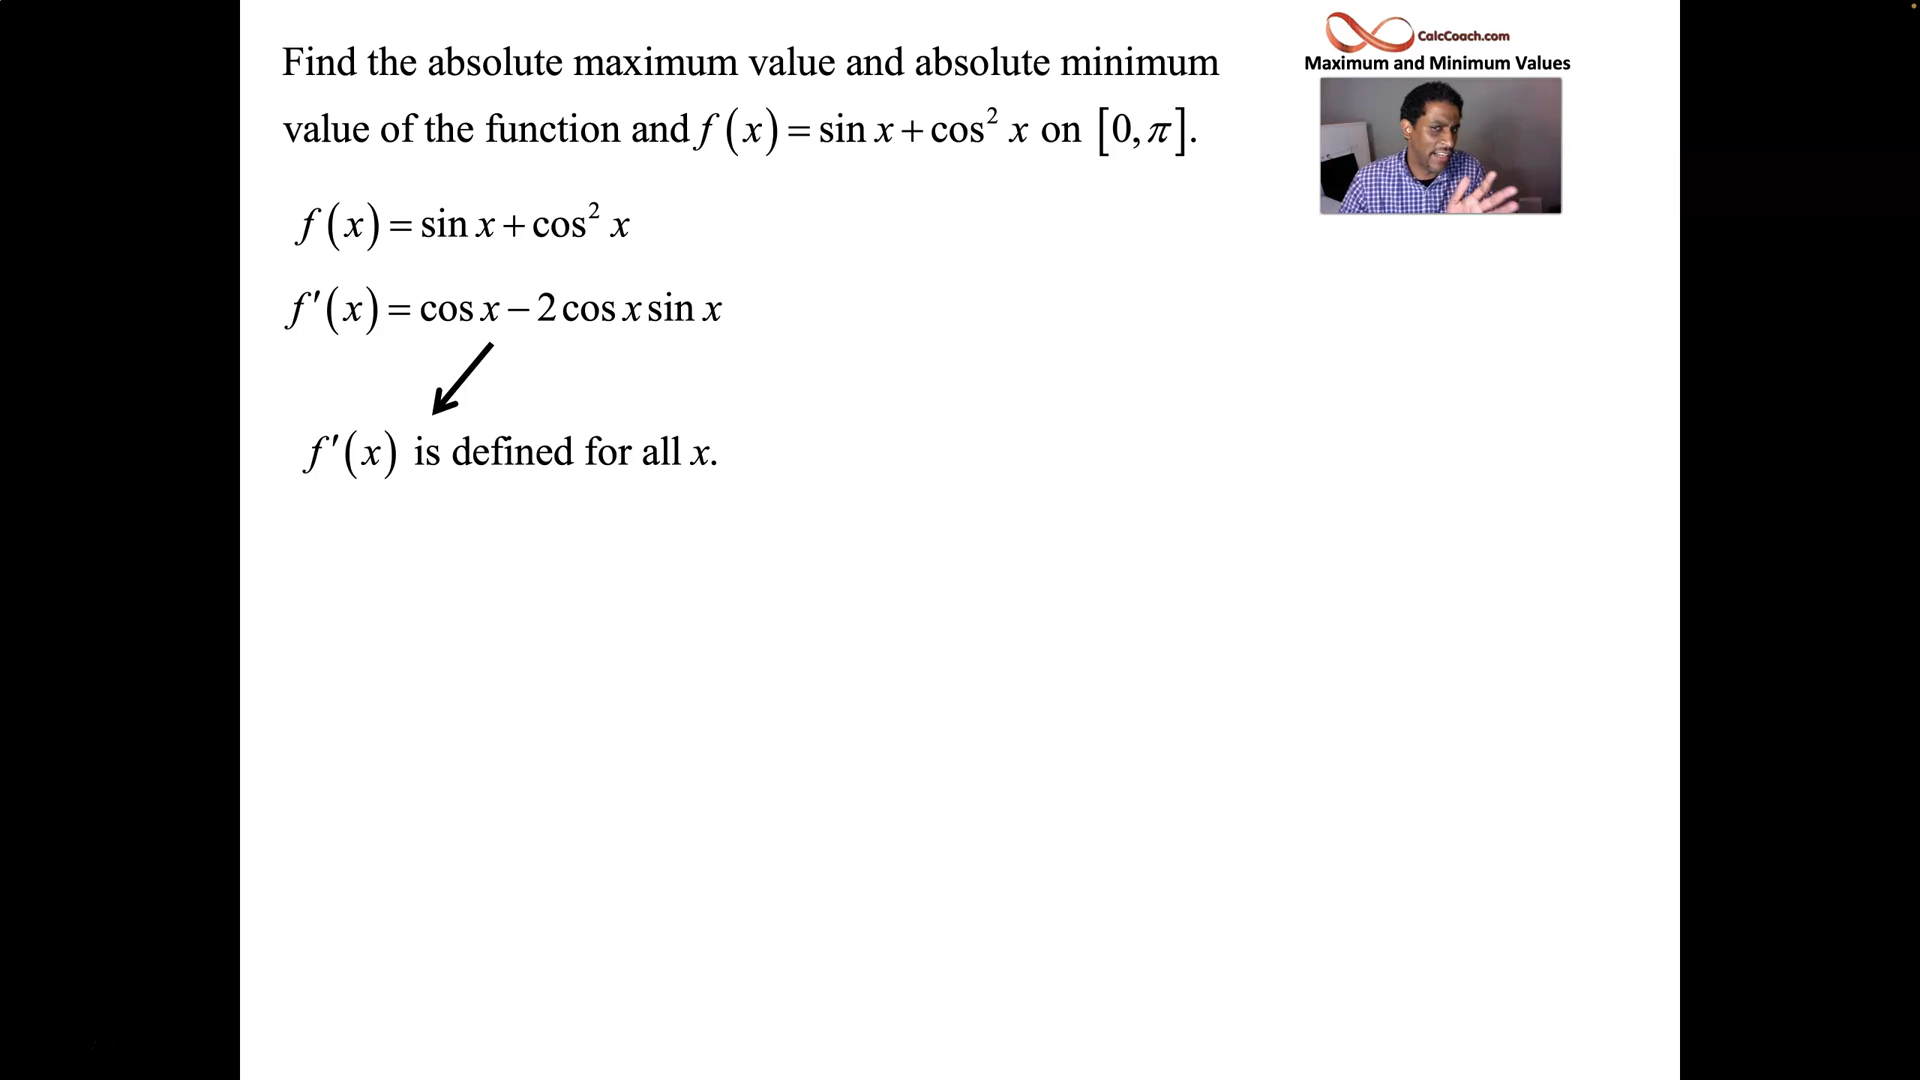 Find the absolute maximum value and absolute minimum
value of the function and f(x) = sin x + cos² x on [0, π].
CalcCoach.com
Maximum and Minimum Values
f(x) = sin x + cos² x
f′(x) = cos x − 2 cos x sin x
f′(x) is defined for all x.